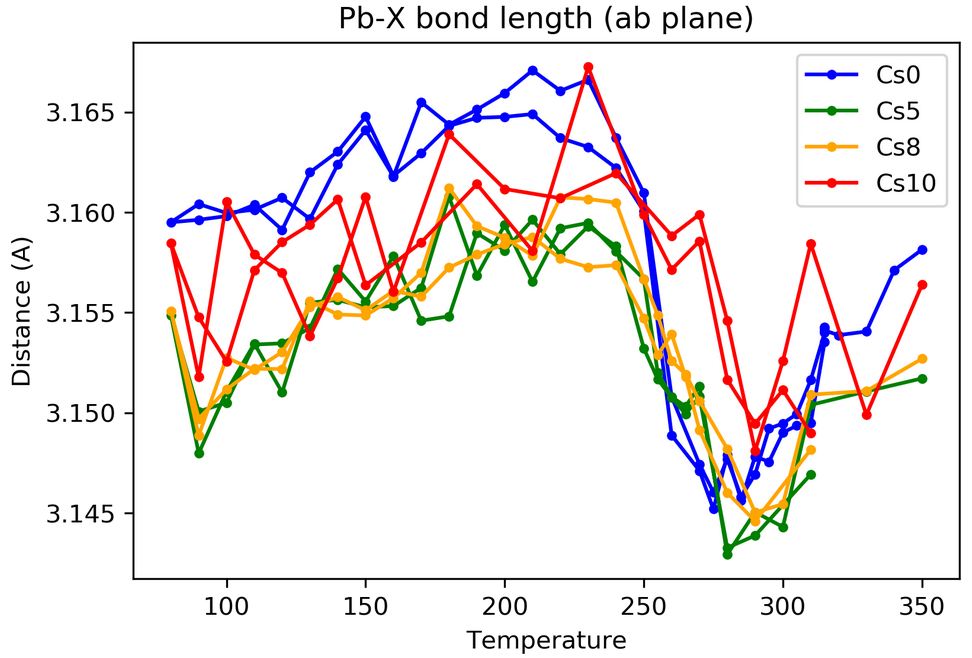 Pb-X bond length (ab plane)
Cs0
Cs5
Cs8
Cs10
3.165
3.160
3.155
3.150
3.145
Distance (A)
100 150 200 250 300 350
Temperature